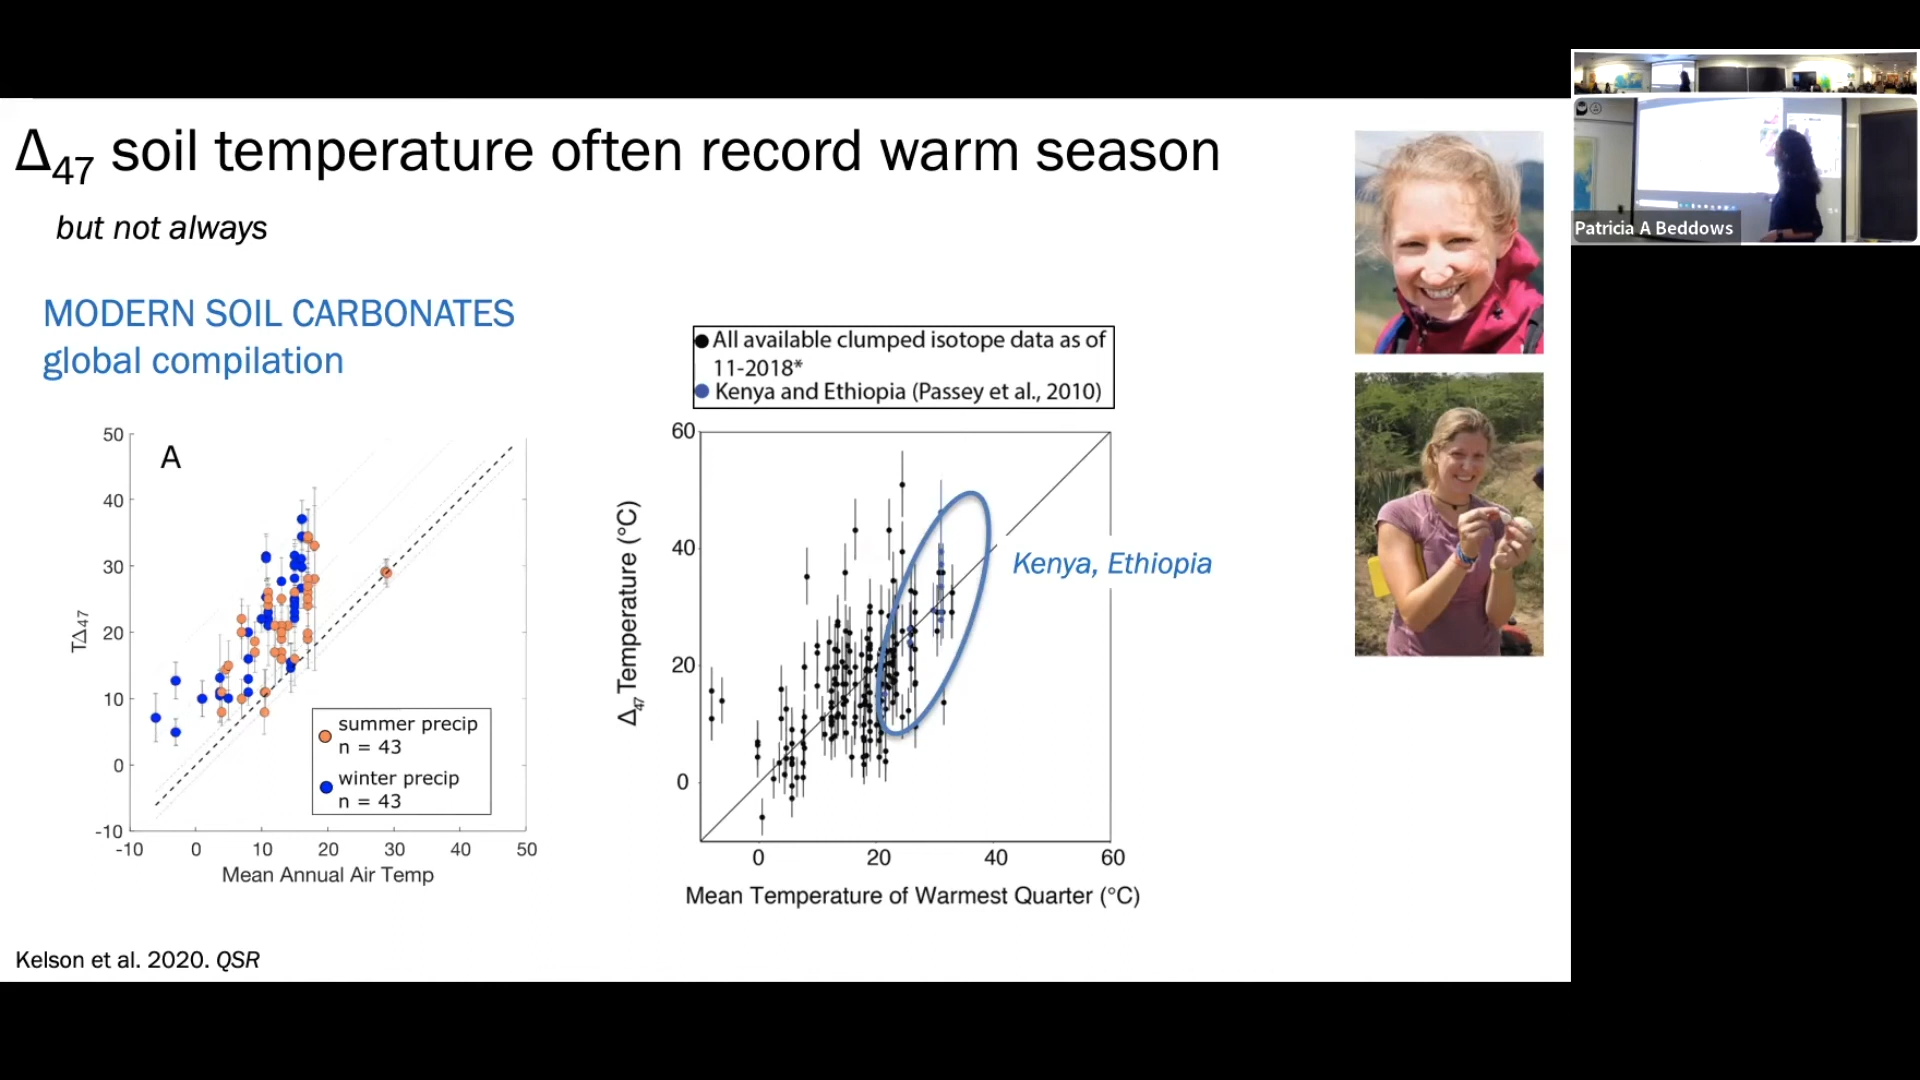 Δ47 soil temperature often record warm season
but not always
MODERN SOIL CARBONATES
global compilation
A
50
40
30
20
10
0
-10
TΔ47
-10 0 10 20 30 40 50
Mean Annual Air Temp
summer precip
n = 43
winter precip
n = 43
All available clumped isotope data as of
11-2018*
Kenya and Ethiopia (Passey et al., 2010)
60
40
20
0
Δ47 Temperature (°C)
0 20 40 60
Mean Temperature of Warmest Quarter (°C)
Kenya, Ethiopia
Kelson et al. 2020. QSR
Patricia A Beddows